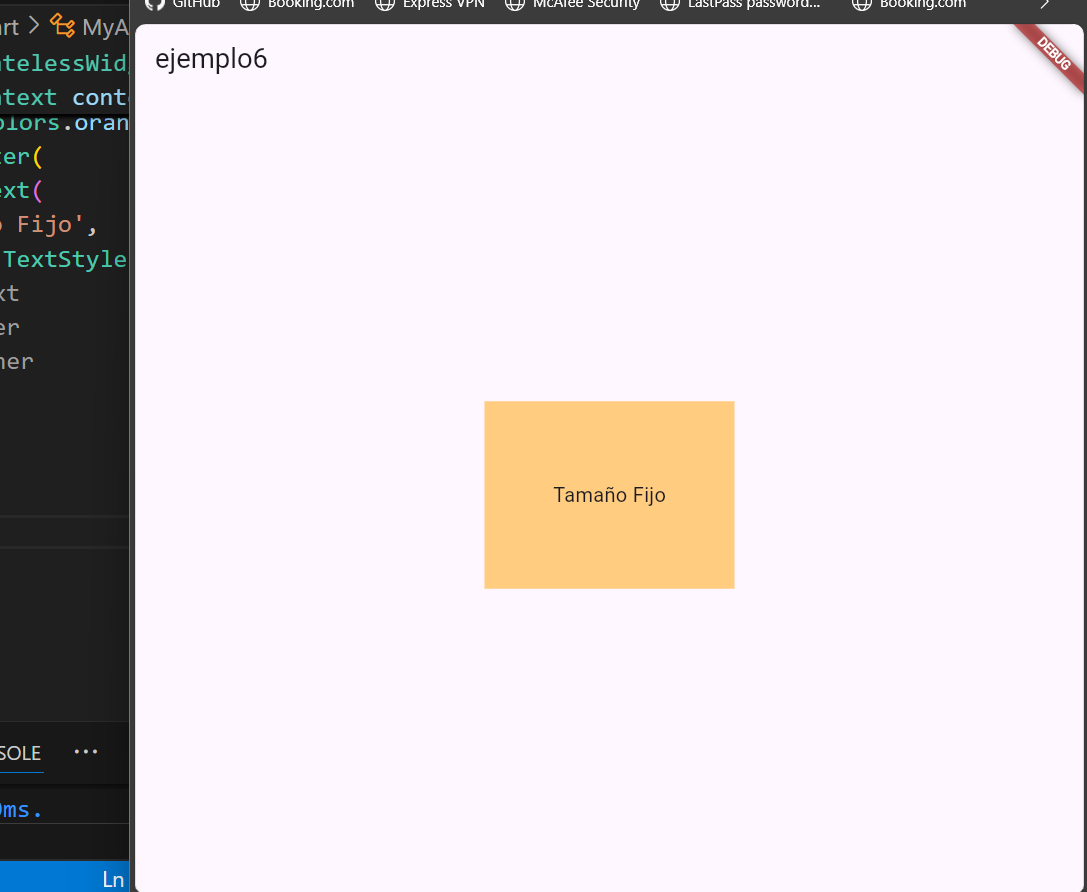 GitHub Booking.com Express VPN McAfee Security LastPass password... Booking.com
rt > MyA
atelessWid
ntext cont
olors.oran
ter(
ext(
o Fijo',
TextStyle
xt
er
ner
SOLE ...
0ms.
Ln
ejemplo6
DEBUG
Tamaño Fijo